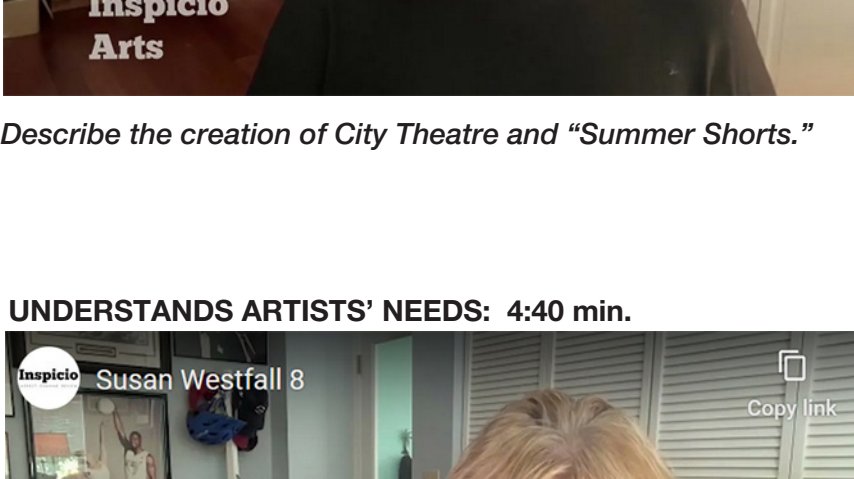 Inspicio
Arts
Describe the creation of City Theatre and “Summer Shorts.”
UNDERSTANDS ARTISTS’ NEEDS:  4:40 min.
Inspicio
Susan Westfall 8
Copy link